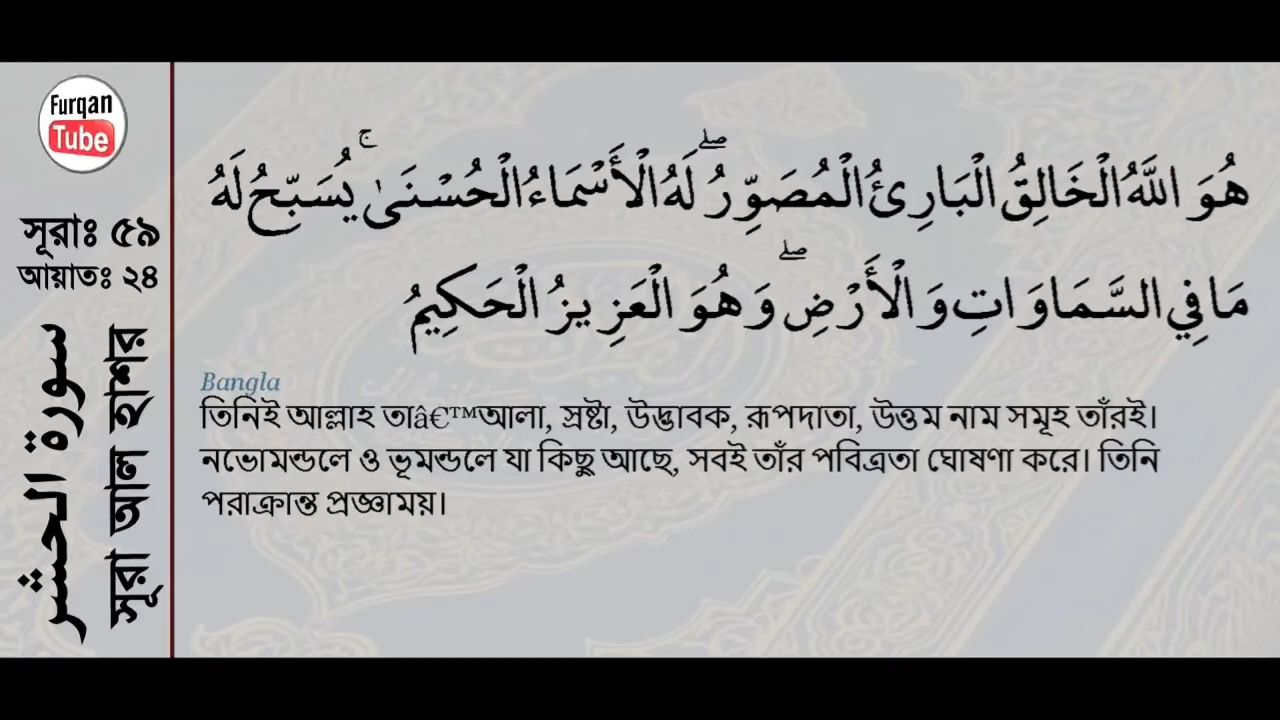 Furqan
Tube
সূরাঃ ৫৯
আয়াতঃ ২৪
سورة الحشر
সূরা আল হাশর
هُوَ اللَّهُ الْخَالِقُ الْبَارِئُ الْمُصَوِّرُ ۖ لَهُ الْأَسْمَاءُ الْحُسْنَىٰ ۚ يُسَبِّحُ لَهُ
مَا فِي السَّمَاوَاتِ وَالْأَرْضِ ۖ وَهُوَ الْعَزِيزُ الْحَكِيمُ
Bangla
তিনিই আল্লাহ তা’আলা, স্রষ্টা, উদ্ভাবক, রূপদাতা, উত্তম নাম সমূহ তাঁরই।
নভোমন্ডলে ও ভূমন্ডলে যা কিছু আছে, সবই তাঁর পবিত্রতা ঘোষণা করে। তিনি
পরাক্রান্ত প্রজ্ঞাময়।